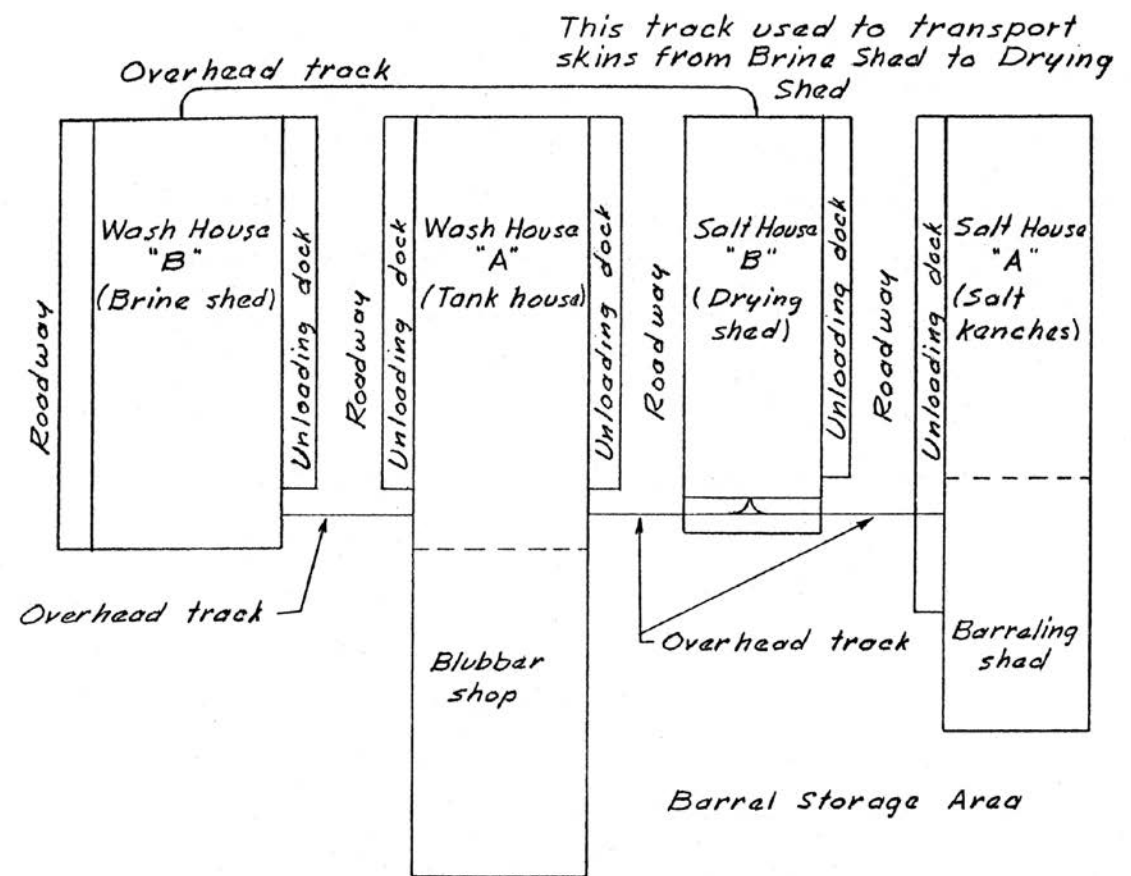 This track used to transport
skins from Brine Shed to Drying
Shed
Overhead track
Roadway
Wash House
"B"
(Brine shed)
Unloading dock
Roadway
Unloading dock
Wash House
"A"
(Tank house)
Unloading dock
Roadway
Salt House
"B"
(Drying
shed)
Unloading dock
Roadway
Unloading dock
Salt House
"A"
(Salt
kenches)
Overhead track
Blubber
shop
Overhead track
Barreling
shed
Barrel Storage Area